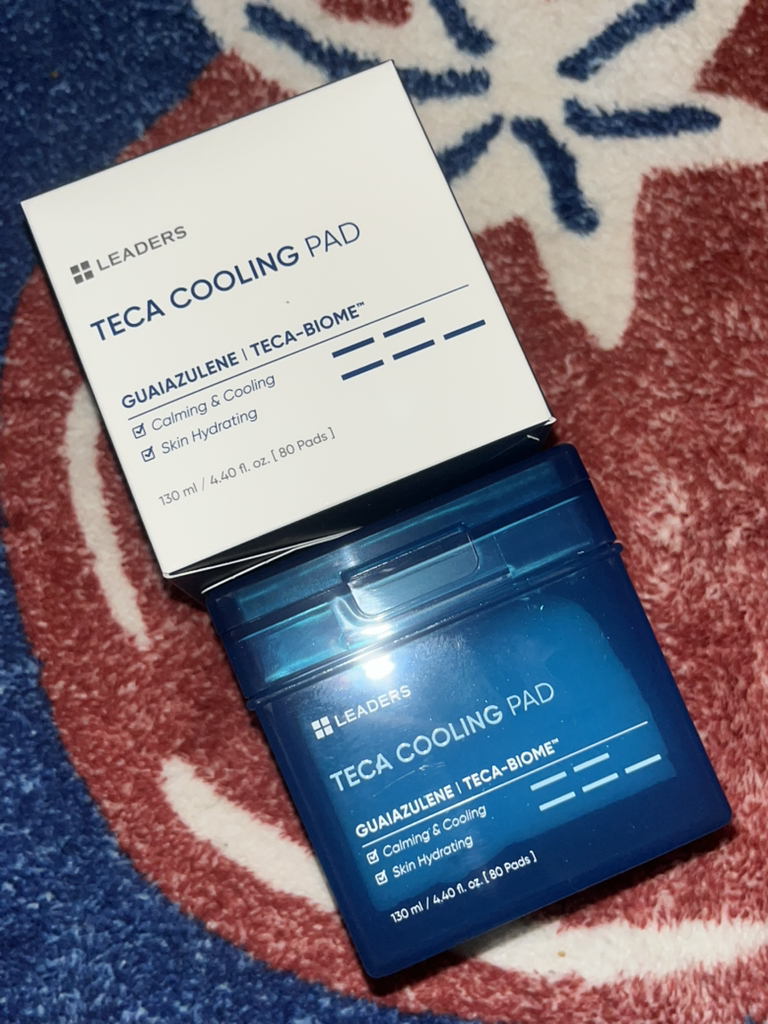 LEADERS
TECA COOLING PAD
GUAIAZULENE | TECA-BIOME™
☑ Calming & Cooling
☑ Skin Hydrating
130 ml / 4.40 fl. oz. [ 80 Pads ]
LEADERS
TECA COOLING PAD
GUAIAZULENE | TECA-BIOME™
☑ Calming & Cooling
☑ Skin Hydrating
130 ml / 4.40 fl. oz. [ 80 Pads ]